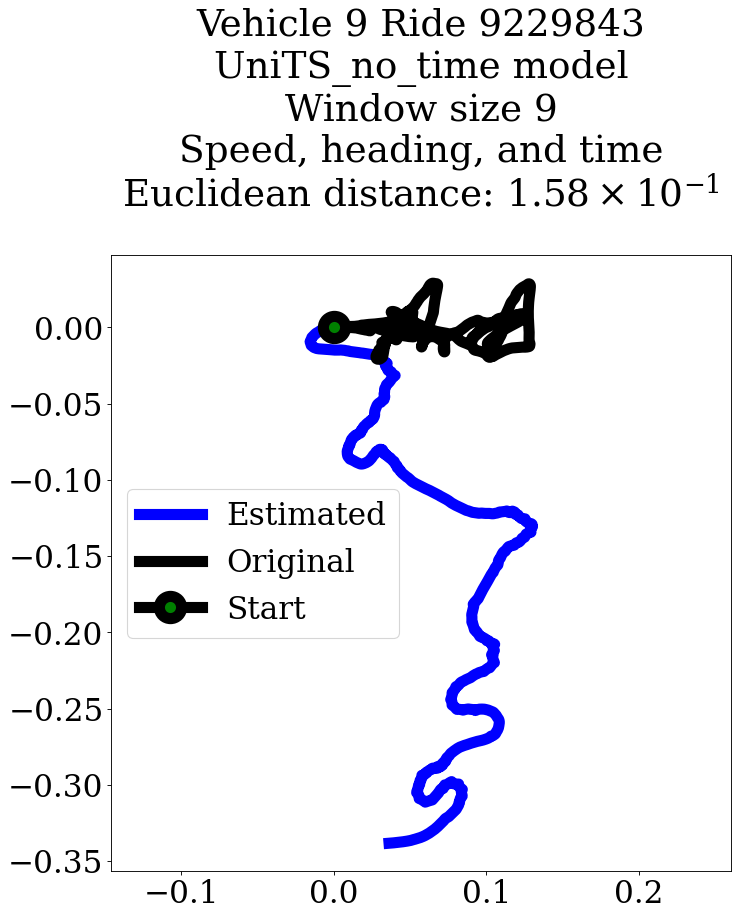 Vehicle 9 Ride 9229843
UniTS_no_time model
Window size 9
Speed, heading, and time
Euclidean distance: 1.58 × 10⁻¹
0.00
−0.05
−0.10
−0.15
−0.20
−0.25
−0.30
−0.35
Estimated
Original
Start
−0.1
0.0
0.1
0.2